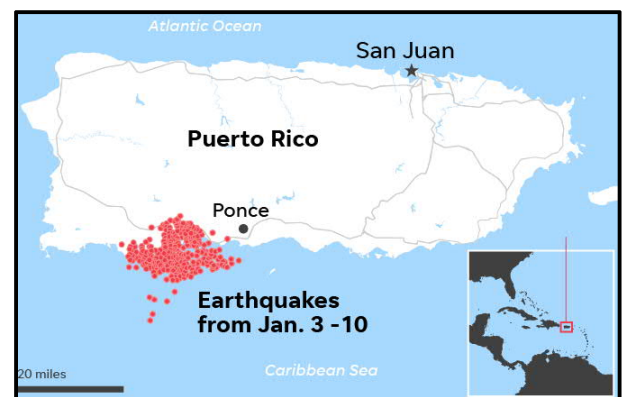 Atlantic Ocean
San Juan
Puerto Rico
Ponce
Earthquakes
from Jan. 3 -10
20 miles
Caribbean Sea